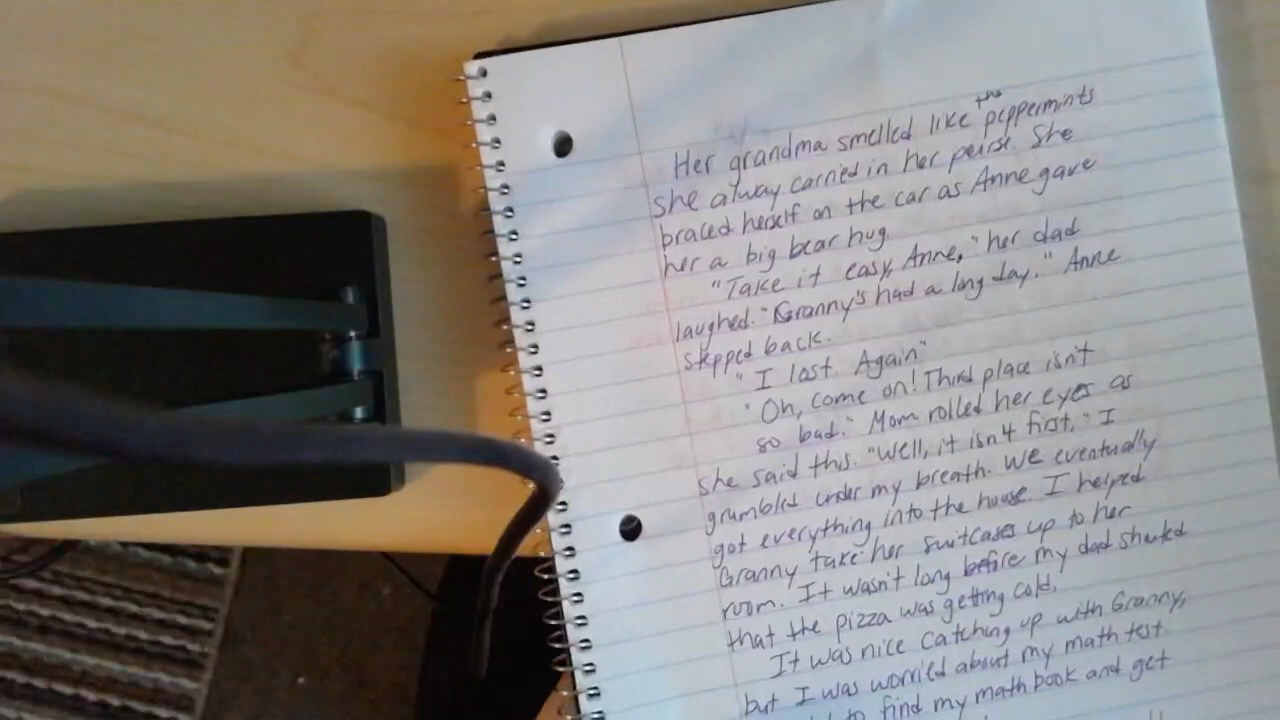 the
Her grandma smelled like peppermints
she alway carried in her peirse. She
braced herself on the car as Anne gave
her a big bear hug.
"Take it easy, Anne," her dad
laughed. "Granny's had a long day." Anne
stepped back.
"I lost. Again"
"Oh, come on! Third place isn't
so bad." Mom rolled her eyes as
she said this. "Well, it isn't first," I
grumbled under my breath. We eventually
got everything into the house. I helped
Granny take her suitcases up to her
room. It wasn't long before my dad shouted
that the pizza was getting cold.
It was nice catching up with Granny,
but I was worried about my math test
to find my math book and get